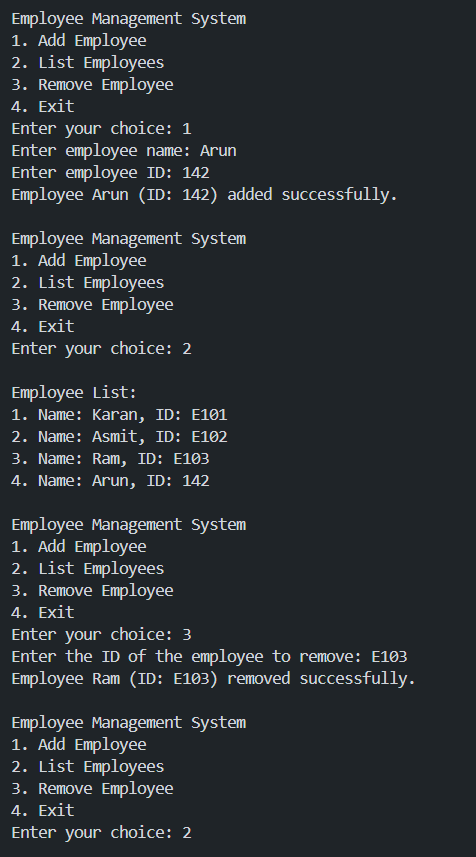 Employee Management System
1. Add Employee
2. List Employees
3. Remove Employee
4. Exit
Enter your choice: 1
Enter employee name: Arun
Enter employee ID: 142
Employee Arun (ID: 142) added successfully.
Employee Management System
1. Add Employee
2. List Employees
3. Remove Employee
4. Exit
Enter your choice: 2
Employee List:
1. Name: Karan, ID: E101
2. Name: Asmit, ID: E102
3. Name: Ram, ID: E103
4. Name: Arun, ID: 142
Employee Management System
1. Add Employee
2. List Employees
3. Remove Employee
4. Exit
Enter your choice: 3
Enter the ID of the employee to remove: E103
Employee Ram (ID: E103) removed successfully.
Employee Management System
1. Add Employee
2. List Employees
3. Remove Employee
4. Exit
Enter your choice: 2